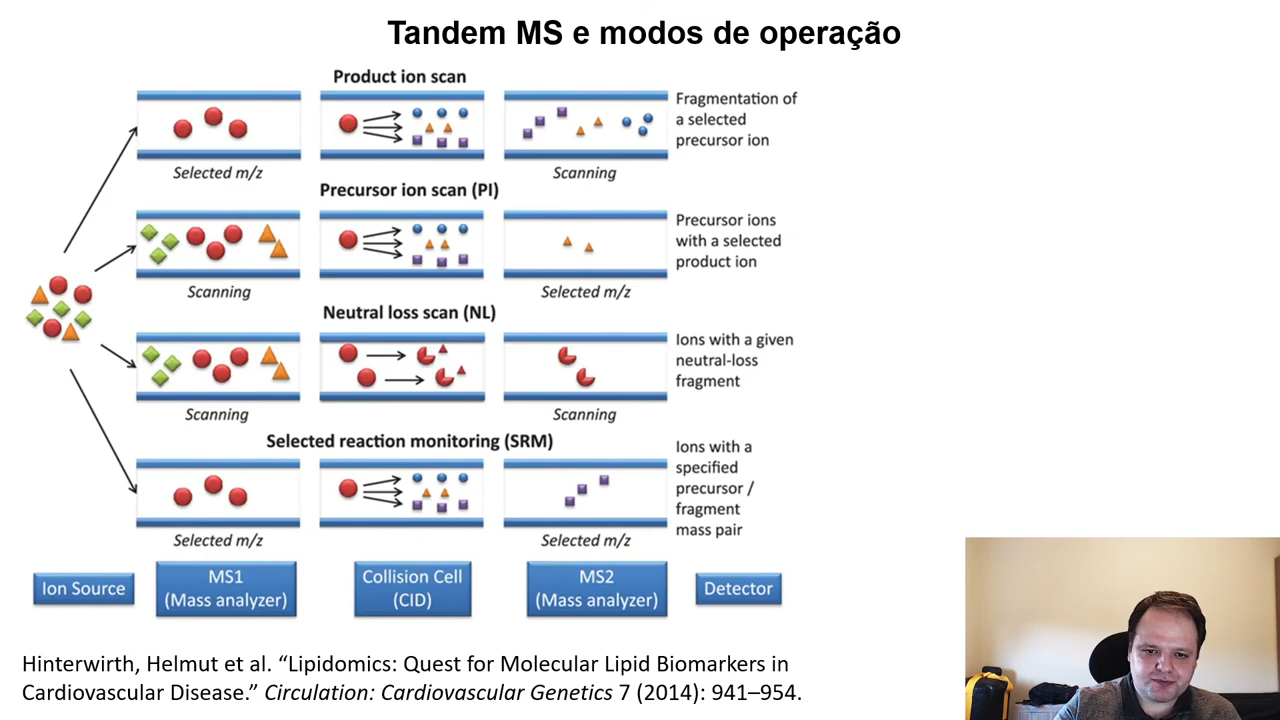 Tandem MS e modos de operação
Product ion scan
Fragmentation of
a selected
precursor ion
Selected m/z
Scanning
Precursor ion scan (PI)
Precursor ions
with a selected
product ion
Scanning
Selected m/z
Neutral loss scan (NL)
Ions with a given
neutral-loss
fragment
Scanning
Scanning
Selected reaction monitoring (SRM)
Ions with a
specified
precursor /
fragment
mass pair
Selected m/z
Selected m/z
Ion Source
MS1
(Mass analyzer)
Collision Cell
(CID)
MS2
(Mass analyzer)
Detector
Hinterwirth, Helmut et al. “Lipidomics: Quest for Molecular Lipid Biomarkers in
Cardiovascular Disease.” Circulation: Cardiovascular Genetics 7 (2014): 941–954.